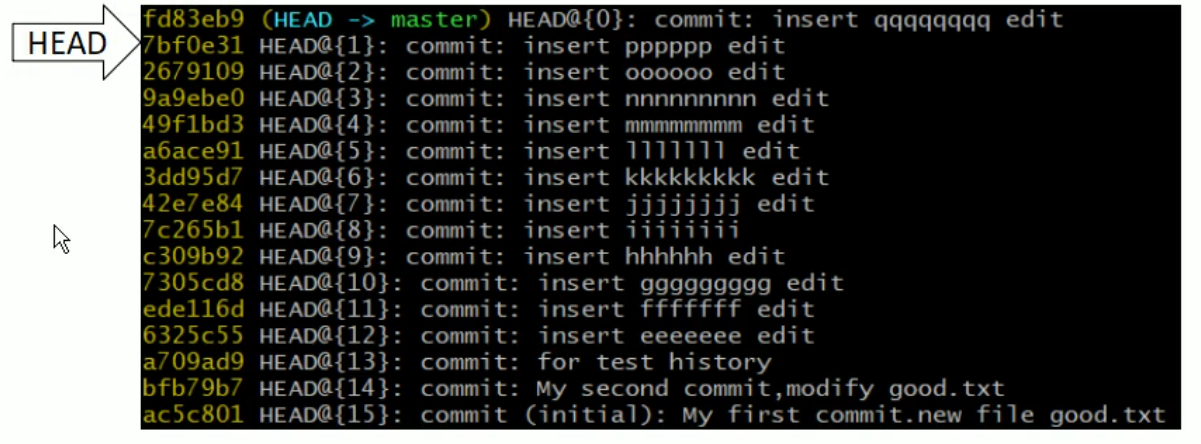 fd83eb9 (HEAD -> master) HEAD@{0}: commit: insert qqqqqqqq edit
HEAD
7bf0e31 HEAD@{1}: commit: insert pppppp edit
2679109 HEAD@{2}: commit: insert oooooo edit
9a9ebe0 HEAD@{3}: commit: insert nnnnnnnnn edit
49f1bd3 HEAD@{4}: commit: insert mmmmmmmm edit
a6ace91 HEAD@{5}: commit: insert lllllll edit
3dd95d7 HEAD@{6}: commit: insert kkkkkkkkk edit
42e7e84 HEAD@{7}: commit: insert jjjjjjjj edit
7c265b1 HEAD@{8}: commit: insert iiiiiiii
c309b92 HEAD@{9}: commit: insert hhhhhh edit
7305cd8 HEAD@{10}: commit: insert ggggggggg edit
ede116d HEAD@{11}: commit: insert fffffff edit
6325c55 HEAD@{12}: commit: insert eeeeeee edit
a709ad9 HEAD@{13}: commit: for test history
bfb79b7 HEAD@{14}: commit: My second commit,modify good.txt
ac5c801 HEAD@{15}: commit (initial): My first commit.new file good.txt